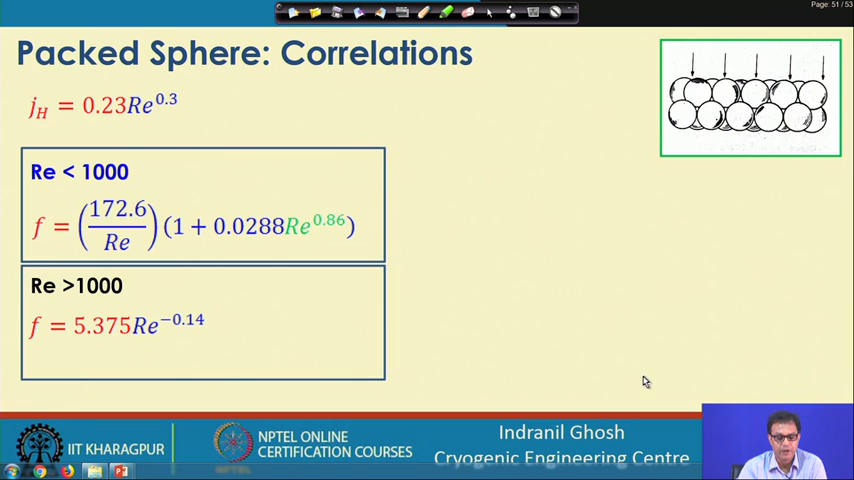 Page: 51 / 53
Packed Sphere: Correlations
j_H = 0.23Re^{0.3}
Re < 1000
f = (172.6/Re)(1 + 0.0288Re^{0.86})
Re >1000
f = 5.375Re^{−0.14}
IIT KHARAGPUR
NPTEL ONLINE
CERTIFICATION COURSES
NPTEL
Indranil Ghosh
Cryogenic Engineering Centre